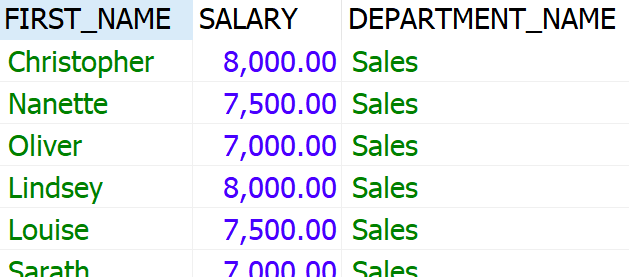 FIRST_NAME SALARY DEPARTMENT_NAME
Christopher 8,000.00 Sales
Nanette 7,500.00 Sales
Oliver 7,000.00 Sales
Lindsey 8,000.00 Sales
Louise 7,500.00 Sales
Sarath 7,000.00 Sales